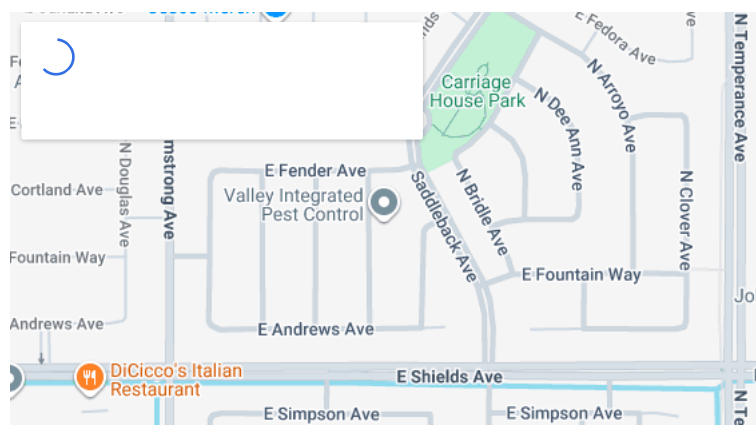 E Fedora Ave
N Temperance Ave
Carriage
House Park
N Arroyo Ave
N Dee Ann Ave
N Douglas Ave
E Fender Ave
Cortland Ave
Valley Integrated
Pest Control
Saddleback Ave
N Bridle Ave
N Clover Ave
Fountain Way
E Fountain Way
Andrews Ave
E Andrews Ave
DiCicco's Italian
Restaurant
E Shields Ave
E Simpson Ave
E Simpson Ave